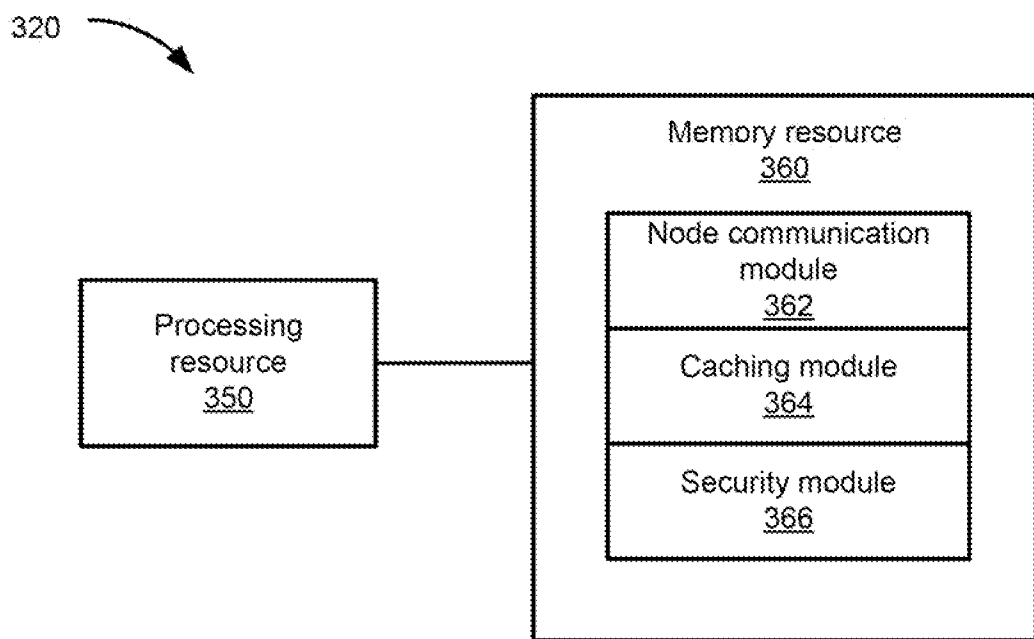 320
Memory resource
360
Node communication
module
362
Processing
resource
350
Caching module
364
Security module
366